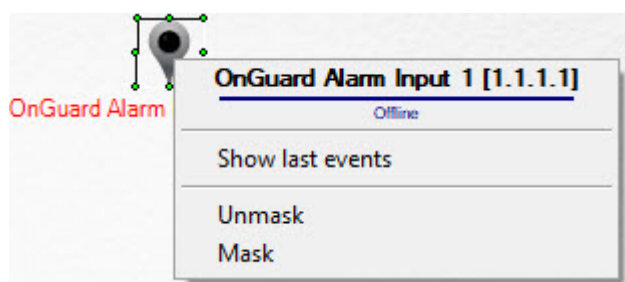 OnGuard Alarm Input 1 [1.1.1.1]
OnGuard Alarm
Offline
Show last events
Unmask
Mask